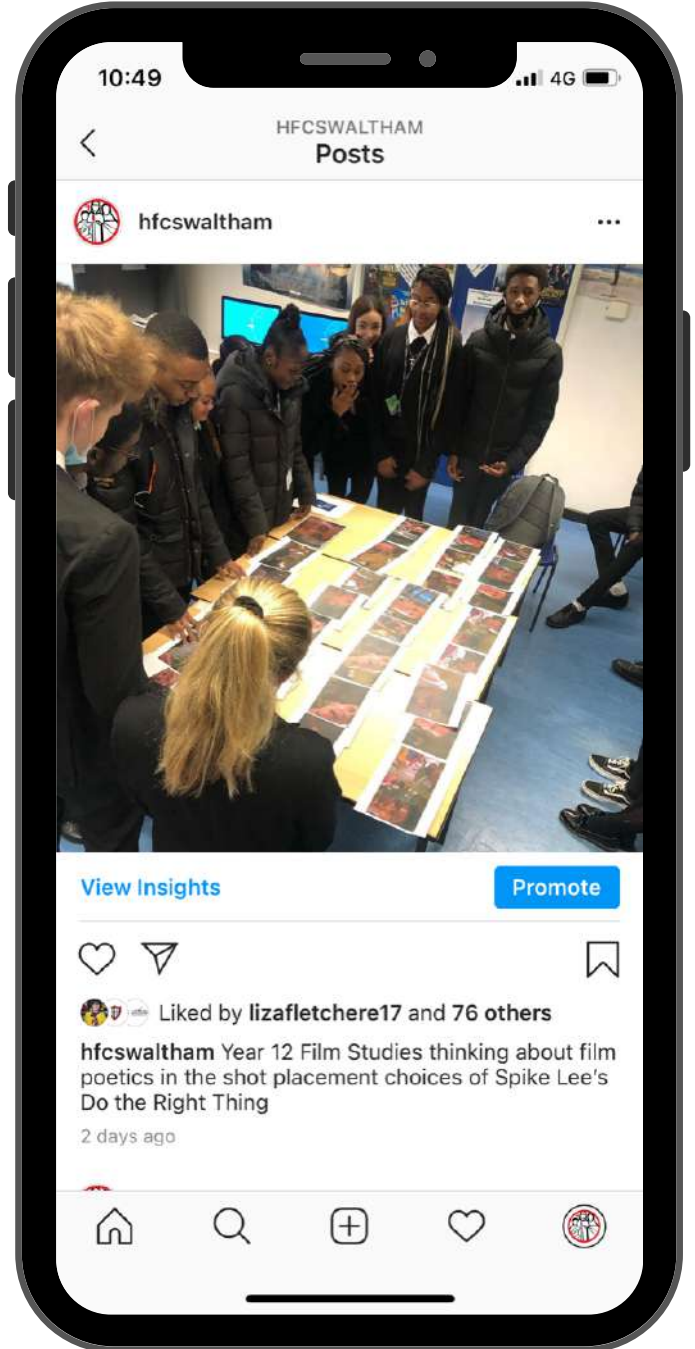 10:49
4G
HFCSWALTHAM
Posts
hfcswaltham
View Insights
Promote
Liked by lizafletchere17 and 76 others
hfcswaltham Year 12 Film Studies thinking about film
poetics in the shot placement choices of Spike Lee's
Do the Right Thing
2 days ago